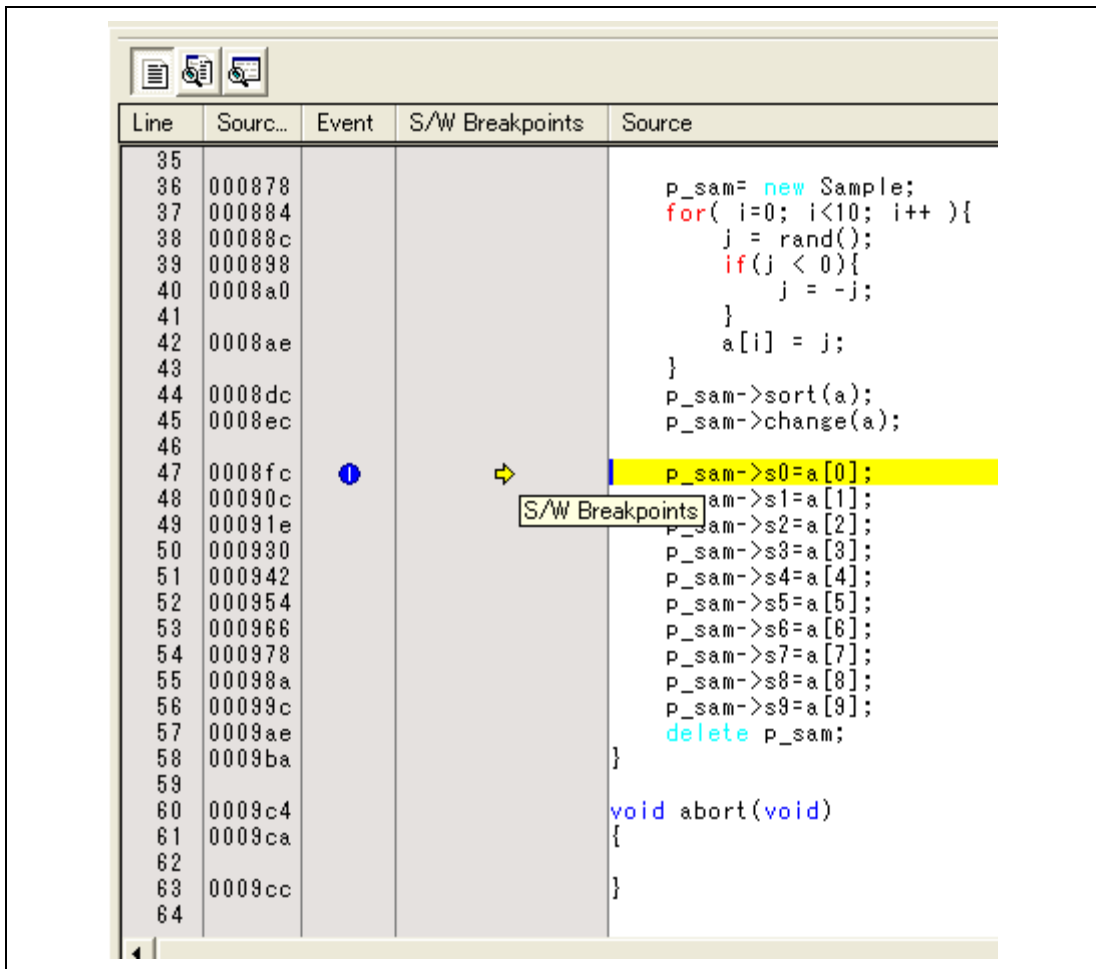 Line Sourc... Event S/W Breakpoints Source
35
36 000878 p_sam= new Sample;
37 000884 for( i=0; i<10; i++ ){
38 00088c j = rand();
39 000898 if(j < 0){
40 0008a0 j = -j;
41 }
42 0008ae a[i] = j;
43 }
44 0008dc p_sam->sort(a);
45 0008ec p_sam->change(a);
46
47 0008fc p_sam->s0=a[0];
48 00090c am->s1=a[1];
S/W Breakpoints
49 00091e p_sam->s2=a[2];
50 000930 p_sam->s3=a[3];
51 000942 p_sam->s4=a[4];
52 000954 p_sam->s5=a[5];
53 000966 p_sam->s6=a[6];
54 000978 p_sam->s7=a[7];
55 00098a p_sam->s8=a[8];
56 00099c p_sam->s9=a[9];
57 0009ae delete p_sam;
58 0009ba }
59
60 0009c4 void abort(void)
61 0009ca {
62
63 0009cc }
64